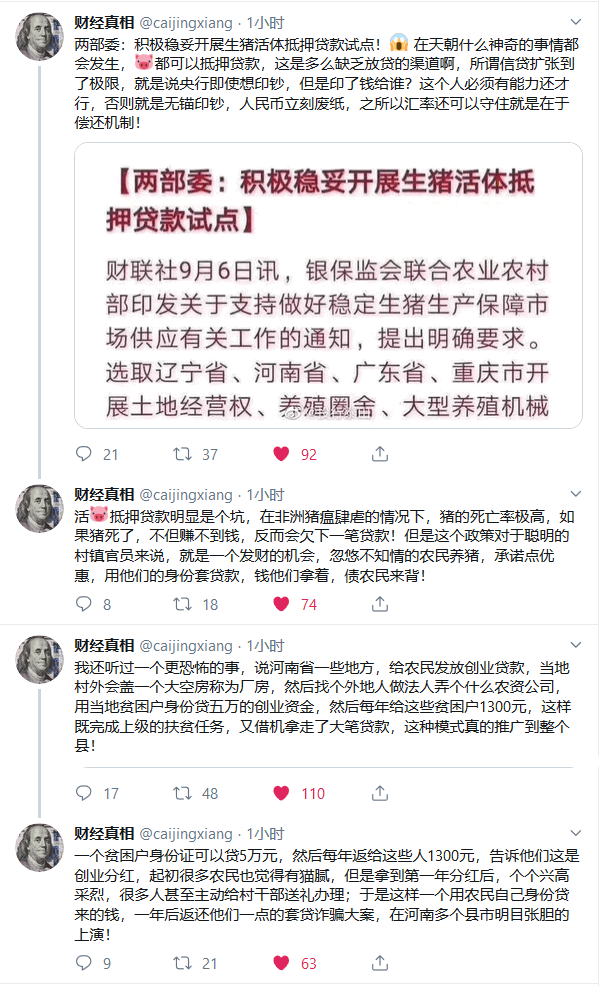 财经真相 @caijingxiang · 1小时
两部委：积极稳妥开展生猪活体抵押贷款试点！😱 在天朝什么神奇的事情都
会发生，🐷都可以抵押贷款，这是多么缺乏放贷的渠道啊，所谓信贷扩张到
了极限，就是说央行即使想印钞，但是印了钱给谁？这个人必须有能力还才
行，否则就是无锚印钞，人民币立刻废纸，之所以汇率还可以守住就是在于
偿还机制！
【两部委：积极稳妥开展生猪活体抵
押贷款试点】
财联社9月6日讯，银保监会联合农业农村
部印发关于支持做好稳定生猪生产保障市
场供应有关工作的通知，提出明确要求。
选取辽宁省、河南省、广东省、重庆市开
展土地经营权、养殖圈舍、大型养殖机械
21 37 92
财经真相 @caijingxiang · 1小时
活🐷抵押贷款明显是个坑，在非洲猪瘟肆虐的情况下，猪的死亡率极高，如
果猪死了，不但赚不到钱，反而会欠下一笔贷款！但是这个政策对于聪明的
村镇官员来说，就是一个发财的机会，忽悠不知情的农民养猪，承诺点优
惠，用他们的身份套贷款，钱他们拿着，债农民来背！
8 18 74
财经真相 @caijingxiang · 1小时
我还听过一个更恐怖的事，说河南省一些地方，给农民发放创业贷款，当地
村外会盖一个大空房称为厂房，然后找个外地人做法人弄个什么农资公司，
用当地贫困户身份贷五万的创业资金，然后每年给这些贫困户1300元，这样
既完成上级的扶贫任务，又借机拿走了大笔贷款，这种模式真的推广到整个
县！
17 48 110
财经真相 @caijingxiang · 1小时
一个贫困户身份证可以贷5万元，然后每年返给这些人1300元，告诉他们这是
创业分红，起初很多农民也觉得有猫腻，但是拿到第一年分红后，个个兴高
采烈，很多人甚至主动给村干部送礼办理；于是这样一个用农民自己身份贷
来的钱，一年后返还他们一点的套贷诈骗大案，在河南多个县市明目张胆的
上演！
9 21 63